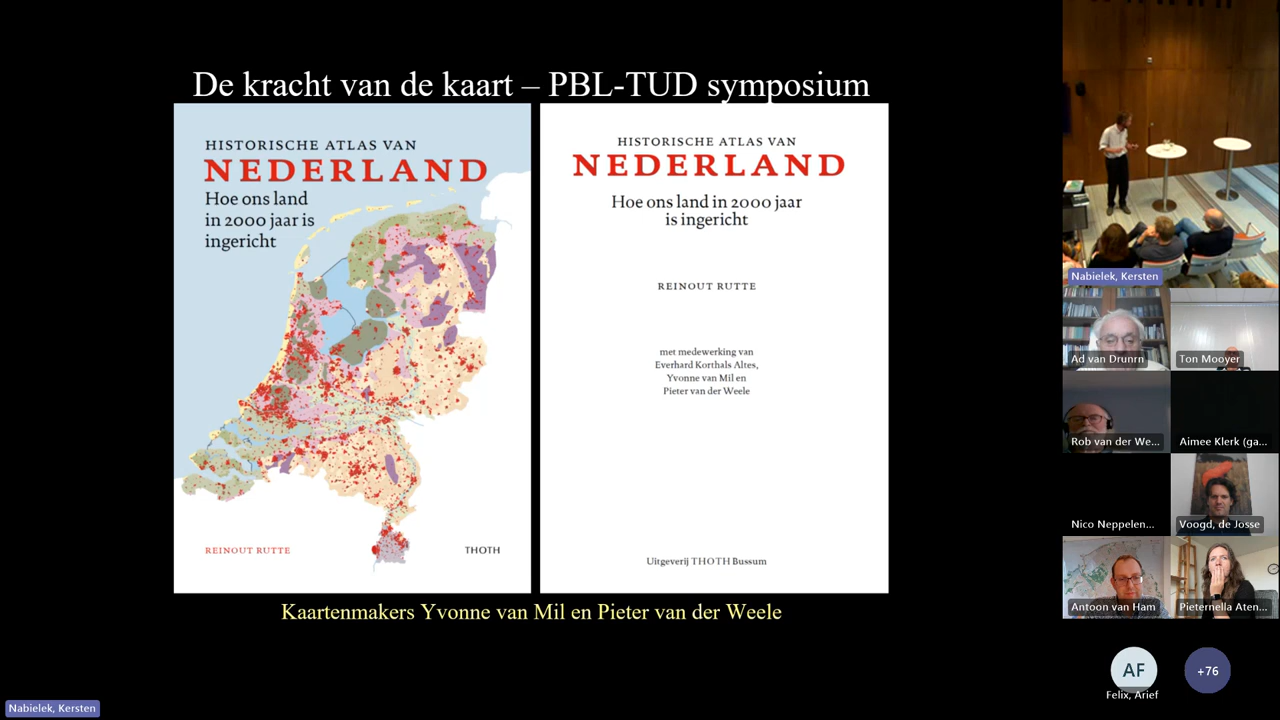 De kracht van de kaart – PBL-TUD symposium
HISTORISCHE ATLAS VAN
NEDERLAND
Hoe ons land
in 2000 jaar is
ingericht
REINOUT RUTTE
THOTH
HISTORISCHE ATLAS VAN
NEDERLAND
Hoe ons land in 2000 jaar
is ingericht
REINOUT RUTTE
met medewerking van
Everhard Korthals Altes,
Yvonne van Mil en
Pieter van der Weele
Uitgeverij THOTH Bussum
Kaartenmakers Yvonne van Mil en Pieter van der Weele
Nabielek, Kersten
Nabielek, Kersten
Ad van Drunrn
Ton Mooyer
Rob van der We...
Aimee Klerk (ga...
Nico Neppelen...
Voogd, de Josse
Antoon van Ham
Pieternella Aten...
AF
Felix, Arief
+76